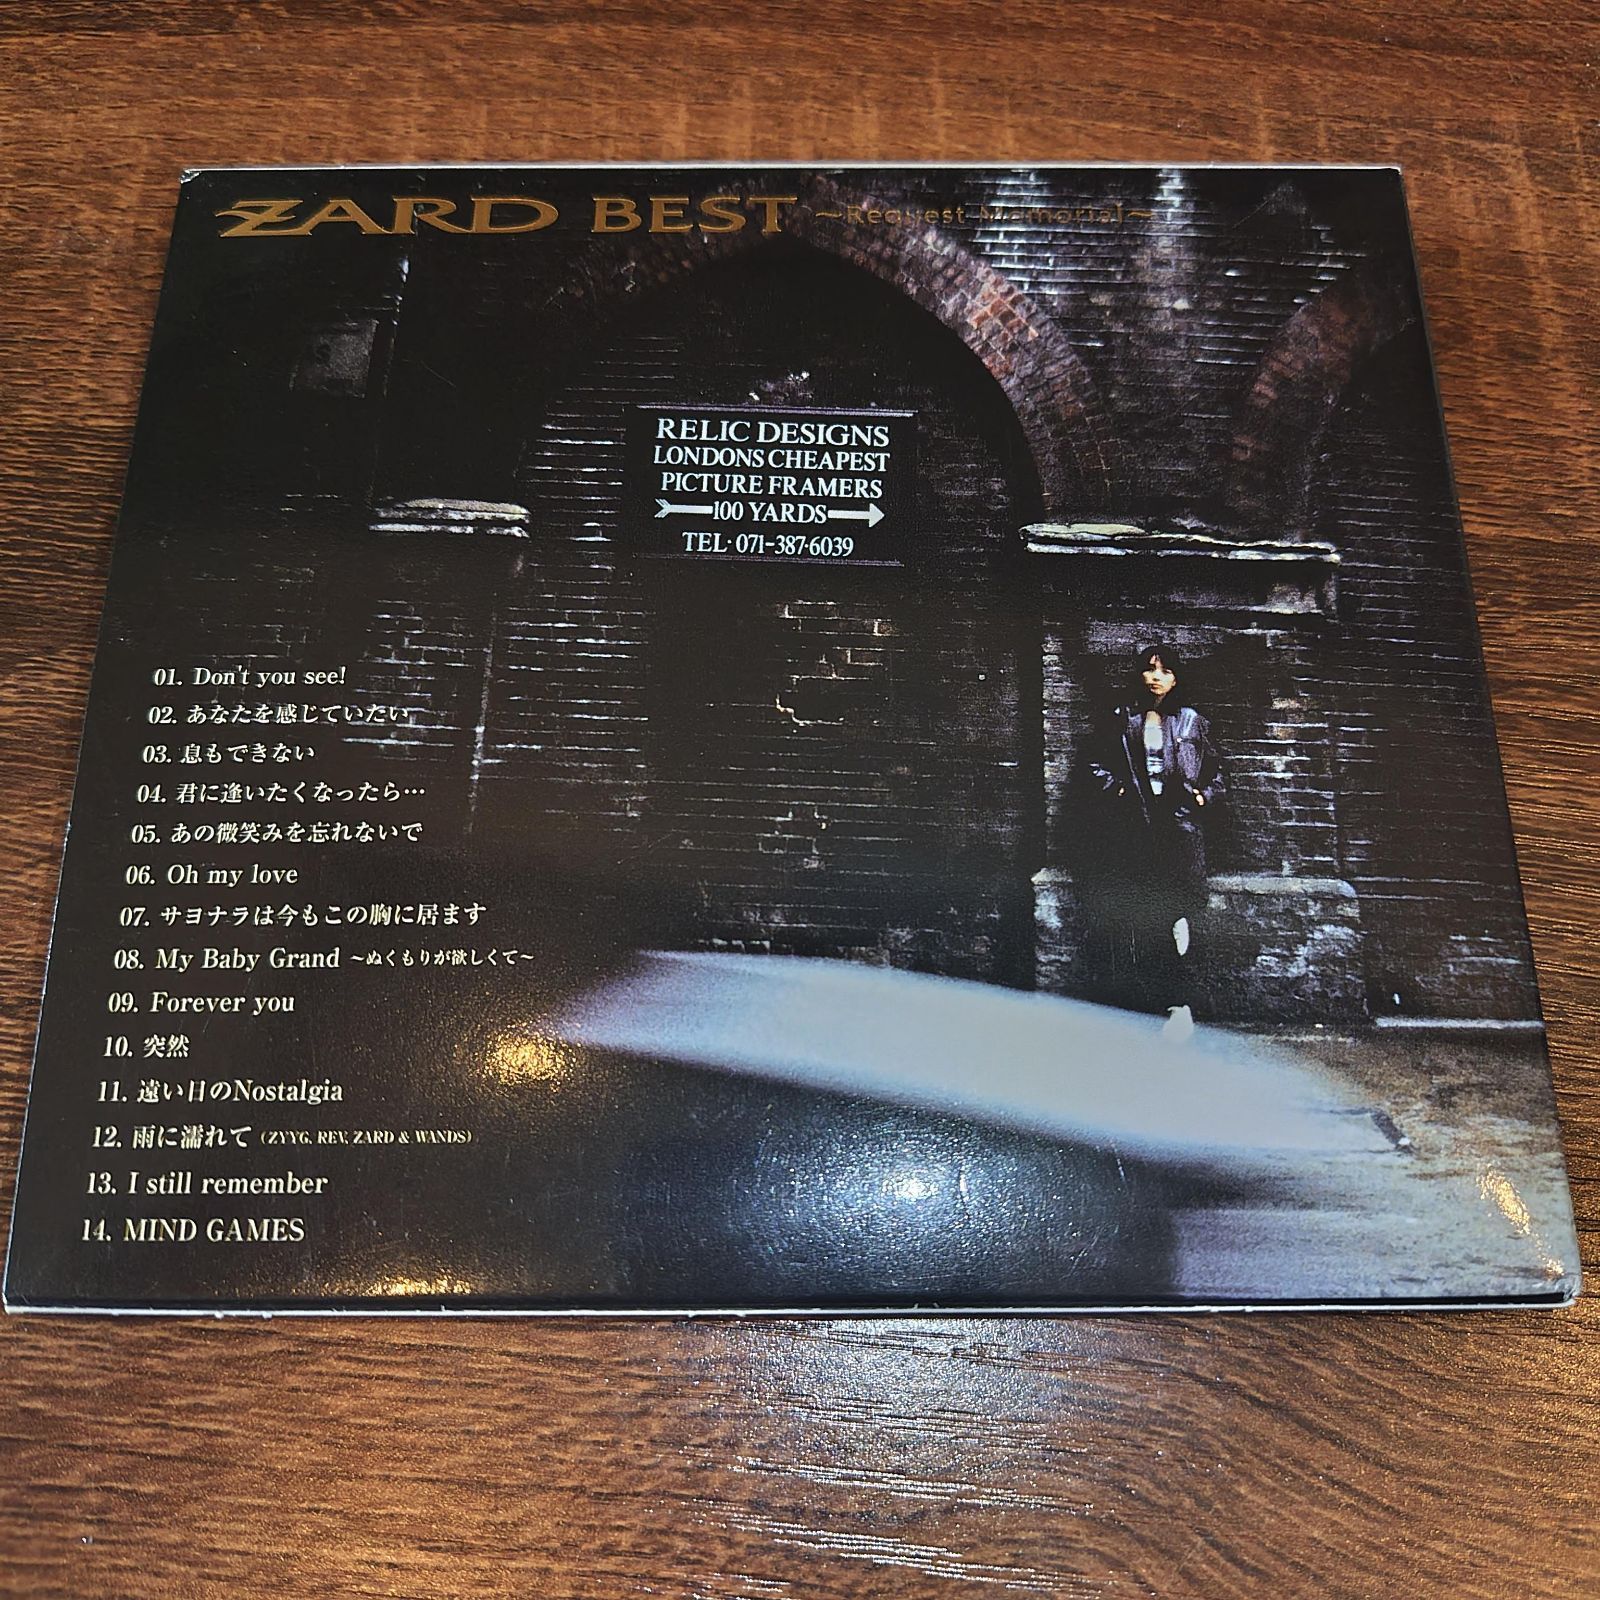 ZARD BEST ～Request Memorial～
RELIC DESIGNS
LONDONS CHEAPEST
PICTURE FRAMERS
100 YARDS
TEL·071-387·6039
01. Don't you see!
02. あなたを感じていたい
03. 息もできない
04. 君に逢いたくなったら…
05. あの微笑みを忘れないで
06. Oh my love
07. サヨナラは今もこの胸に居ます
08. My Baby Grand ～ぬくもりが欲しくて～
09. Forever you
10. 突然
11. 遠い日のNostalgia
12. 雨に濡れて (ZYYG, REV, ZARD & WANDS)
13. I still remember
14. MIND GAMES